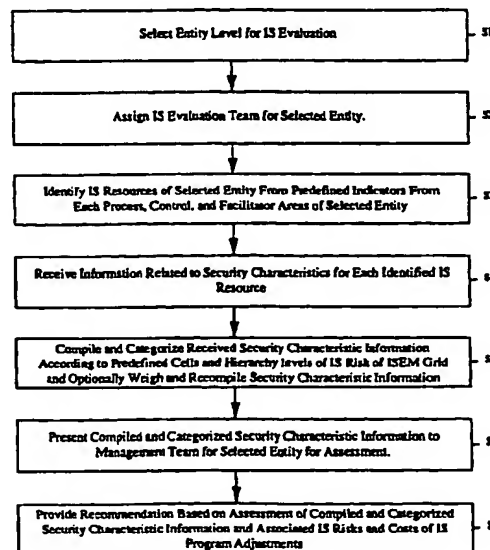 Select Entity Level for IS Evaluation
Assign IS Evaluation Team for Selected Entity.
Identify IS Resources of Selected Entity From Predefined Indicators From
Each Process, Control, and Facilitator Areas of Selected Entity
Receive Information Related to Security Characteristics for Each Identified IS
Resource
Compile and Categorize Received Security Characteristic Information
According to Predefined Cells and Hierarchy levels of IS Risk of ISEM Grid
and Optionally Weigh and Recompile Security Characteristic Information
Present Compiled and Categorized Security Characteristic Information to
Management Team for Selected Entity for Assessment.
Provide Recommendation Based on Assessment of Compiled and Categorized
Security Characteristic Information and Associated IS Risks and Costs of IS
Program Adjustments